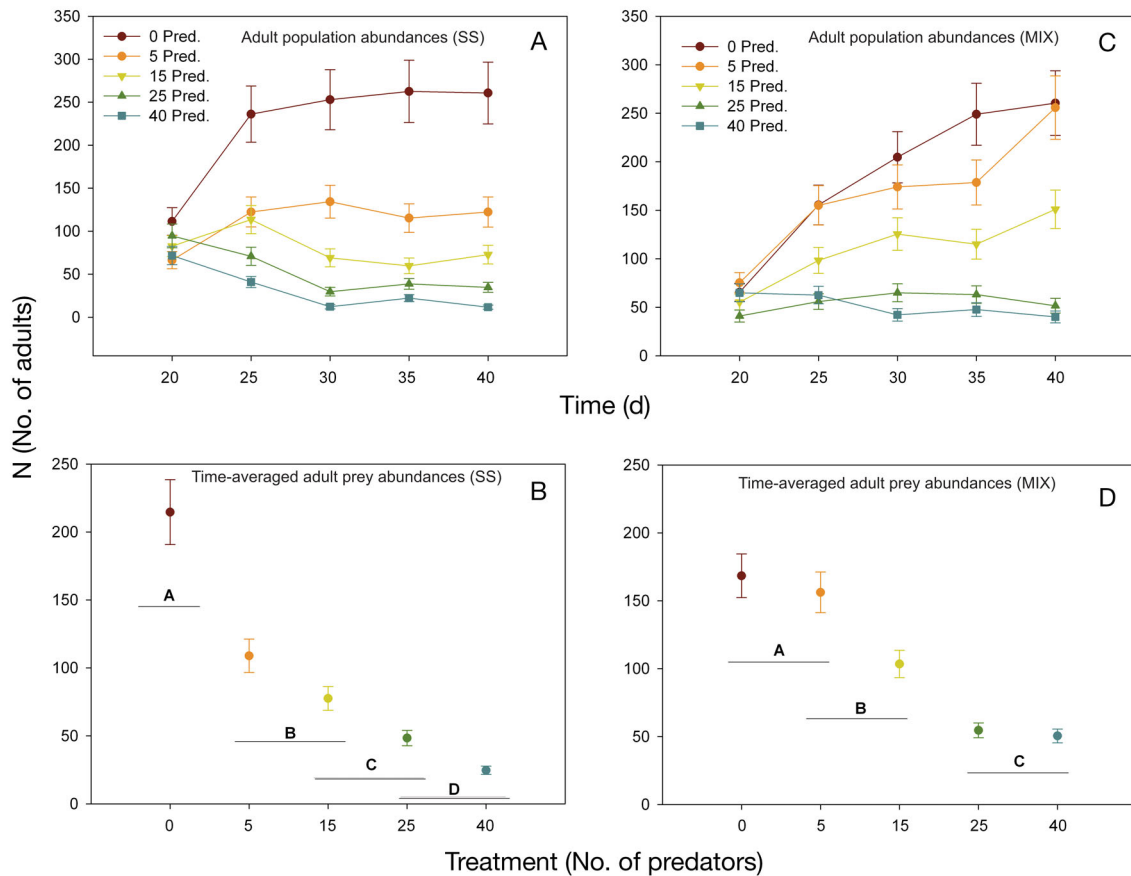 350
300
250
200
150
100
50
0
0 Pred.
5 Pred.
15 Pred.
25 Pred.
40 Pred.
Adult population abundances (SS)
A
20 25 30 35 40
350
300
250
200
150
100
50
0
0 Pred.
5 Pred.
15 Pred.
25 Pred.
40 Pred.
Adult population abundances (MIX)
C
20 25 30 35 40
Time (d)
N (No. of adults)
250
200
150
100
50
0
Time-averaged adult prey abundances (SS)
B
A
B
C
D
0 5 15 25 40
250
200
150
100
50
0
Time-averaged adult prey abundances (MIX)
D
A
B
C
0 5 15 25 40
Treatment (No. of predators)